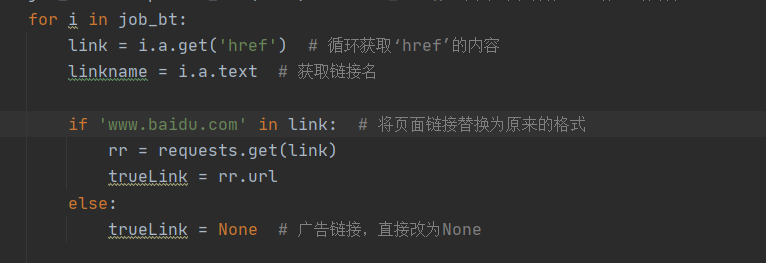 for i in job_bt:
    link = i.a.get('href')  # 循环获取‘href’的内容
    linkname = i.a.text  # 获取链接名
    if 'www.baidu.com' in link:  # 将页面链接替换为原来的格式
        rr = requests.get(link)
        trueLink = rr.url
    else:
        trueLink = None  # 广告链接，直接改为None